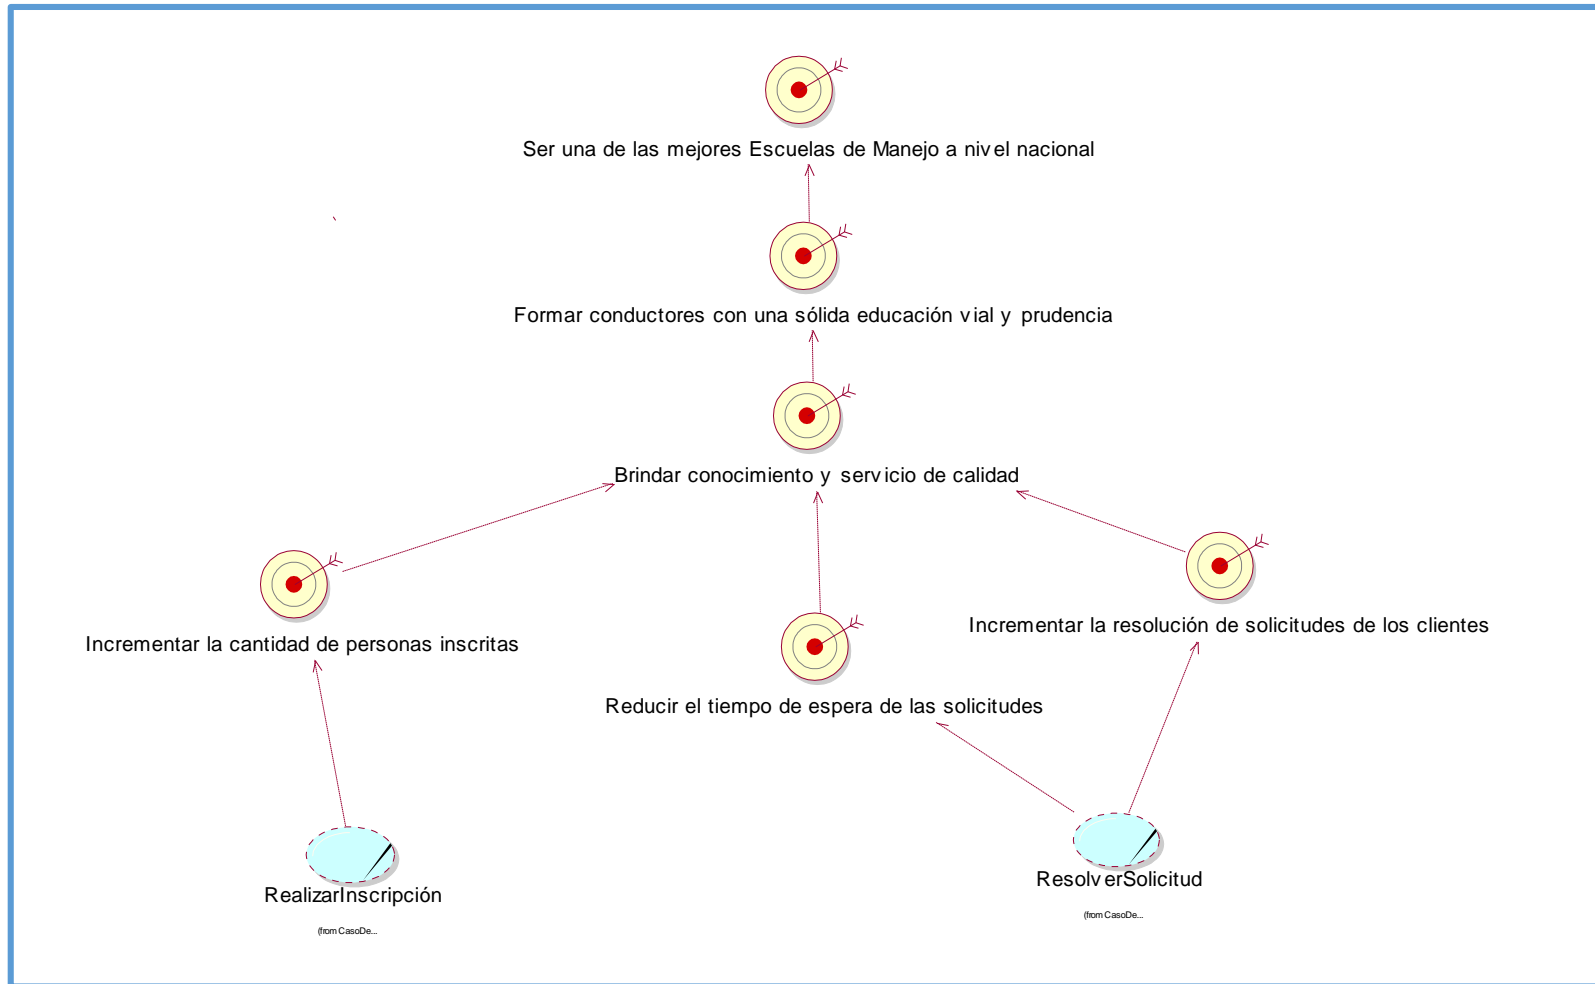 Ser una de las mejores Escuelas de Manejo a nivel nacional
Formar conductores con una sólida educación vial y prudencia
Brindar conocimiento y servicio de calidad
Incrementar la cantidad de personas inscritas
Incrementar la resolución de solicitudes de los clientes
Reducir el tiempo de espera de las solicitudes
RealizarInscripción
(from CasoDe...
ResolverSolicitud
(from CasoDe...